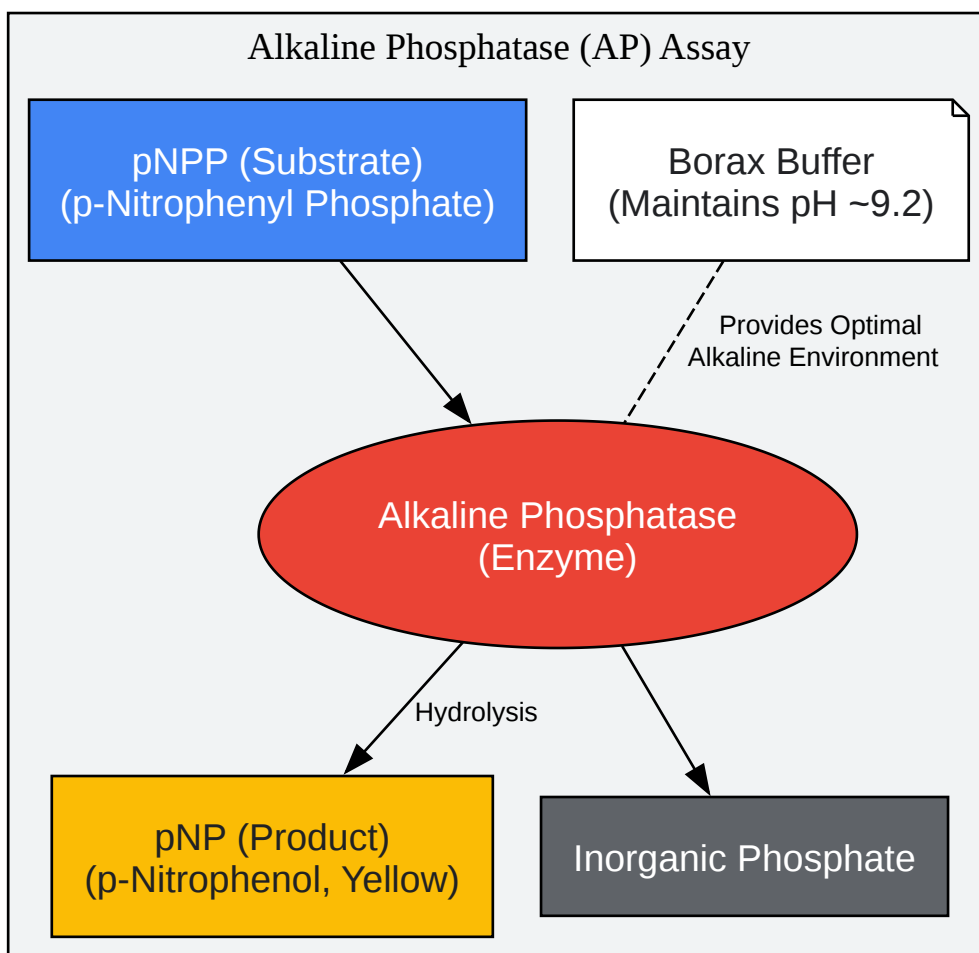 Alkaline Phosphatase (AP) Assay
pNPP (Substrate)
(p-Nitrophenyl Phosphate)
Borax Buffer
(Maintains pH ~9.2)
Provides Optimal
Alkaline Environment
Alkaline Phosphatase
(Enzyme)
Hydrolysis
pNP (Product)
(p-Nitrophenol, Yellow)
Inorganic Phosphate